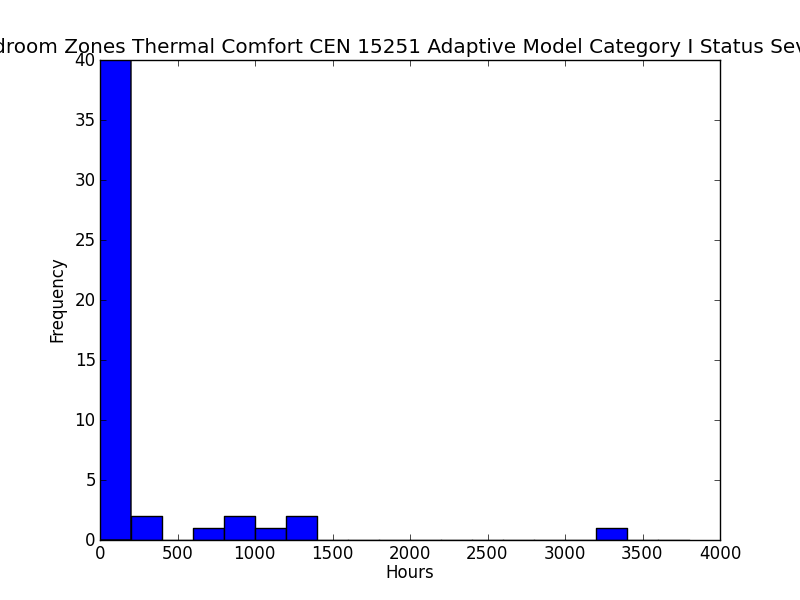 droom Zones Thermal Comfort CEN 15251 Adaptive Model Category I Status Sev
40
35
30
25
20
15
10
5
0
Frequency
0 500 1000 1500 2000 2500 3000 3500 4000
Hours